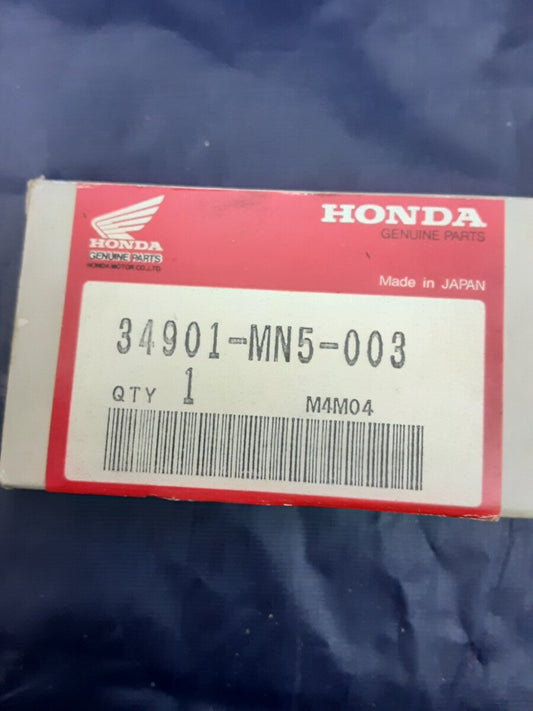 HONDA
GENUINE PARTS
HONDA MOTOR CO.,LTD.
HONDA
GENUINE PARTS
Made in JAPAN
34901-MN5-003
QTY 1 M4M04